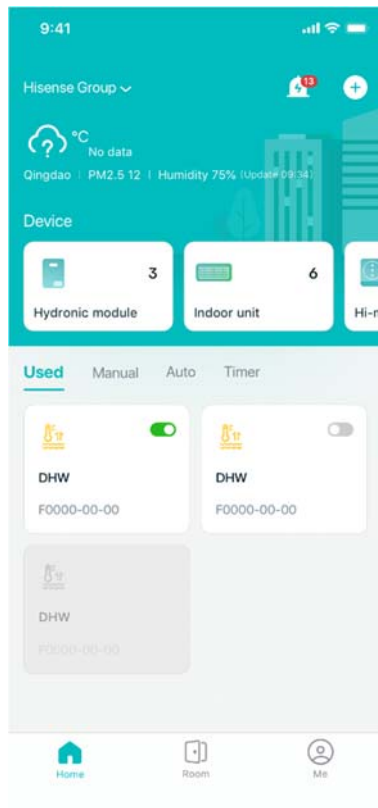 9:41
Hisense Group
13
°C
No data
Qingdao | PM2.5 12 | Humidity 75% (Update 09:34)
Device
3 6
Hydronic module Indoor unit Hi-
Used Manual Auto Timer
DHW DHW
F0000-00-00 F0000-00-00
DHW
F0000-00-00
Home Room Me